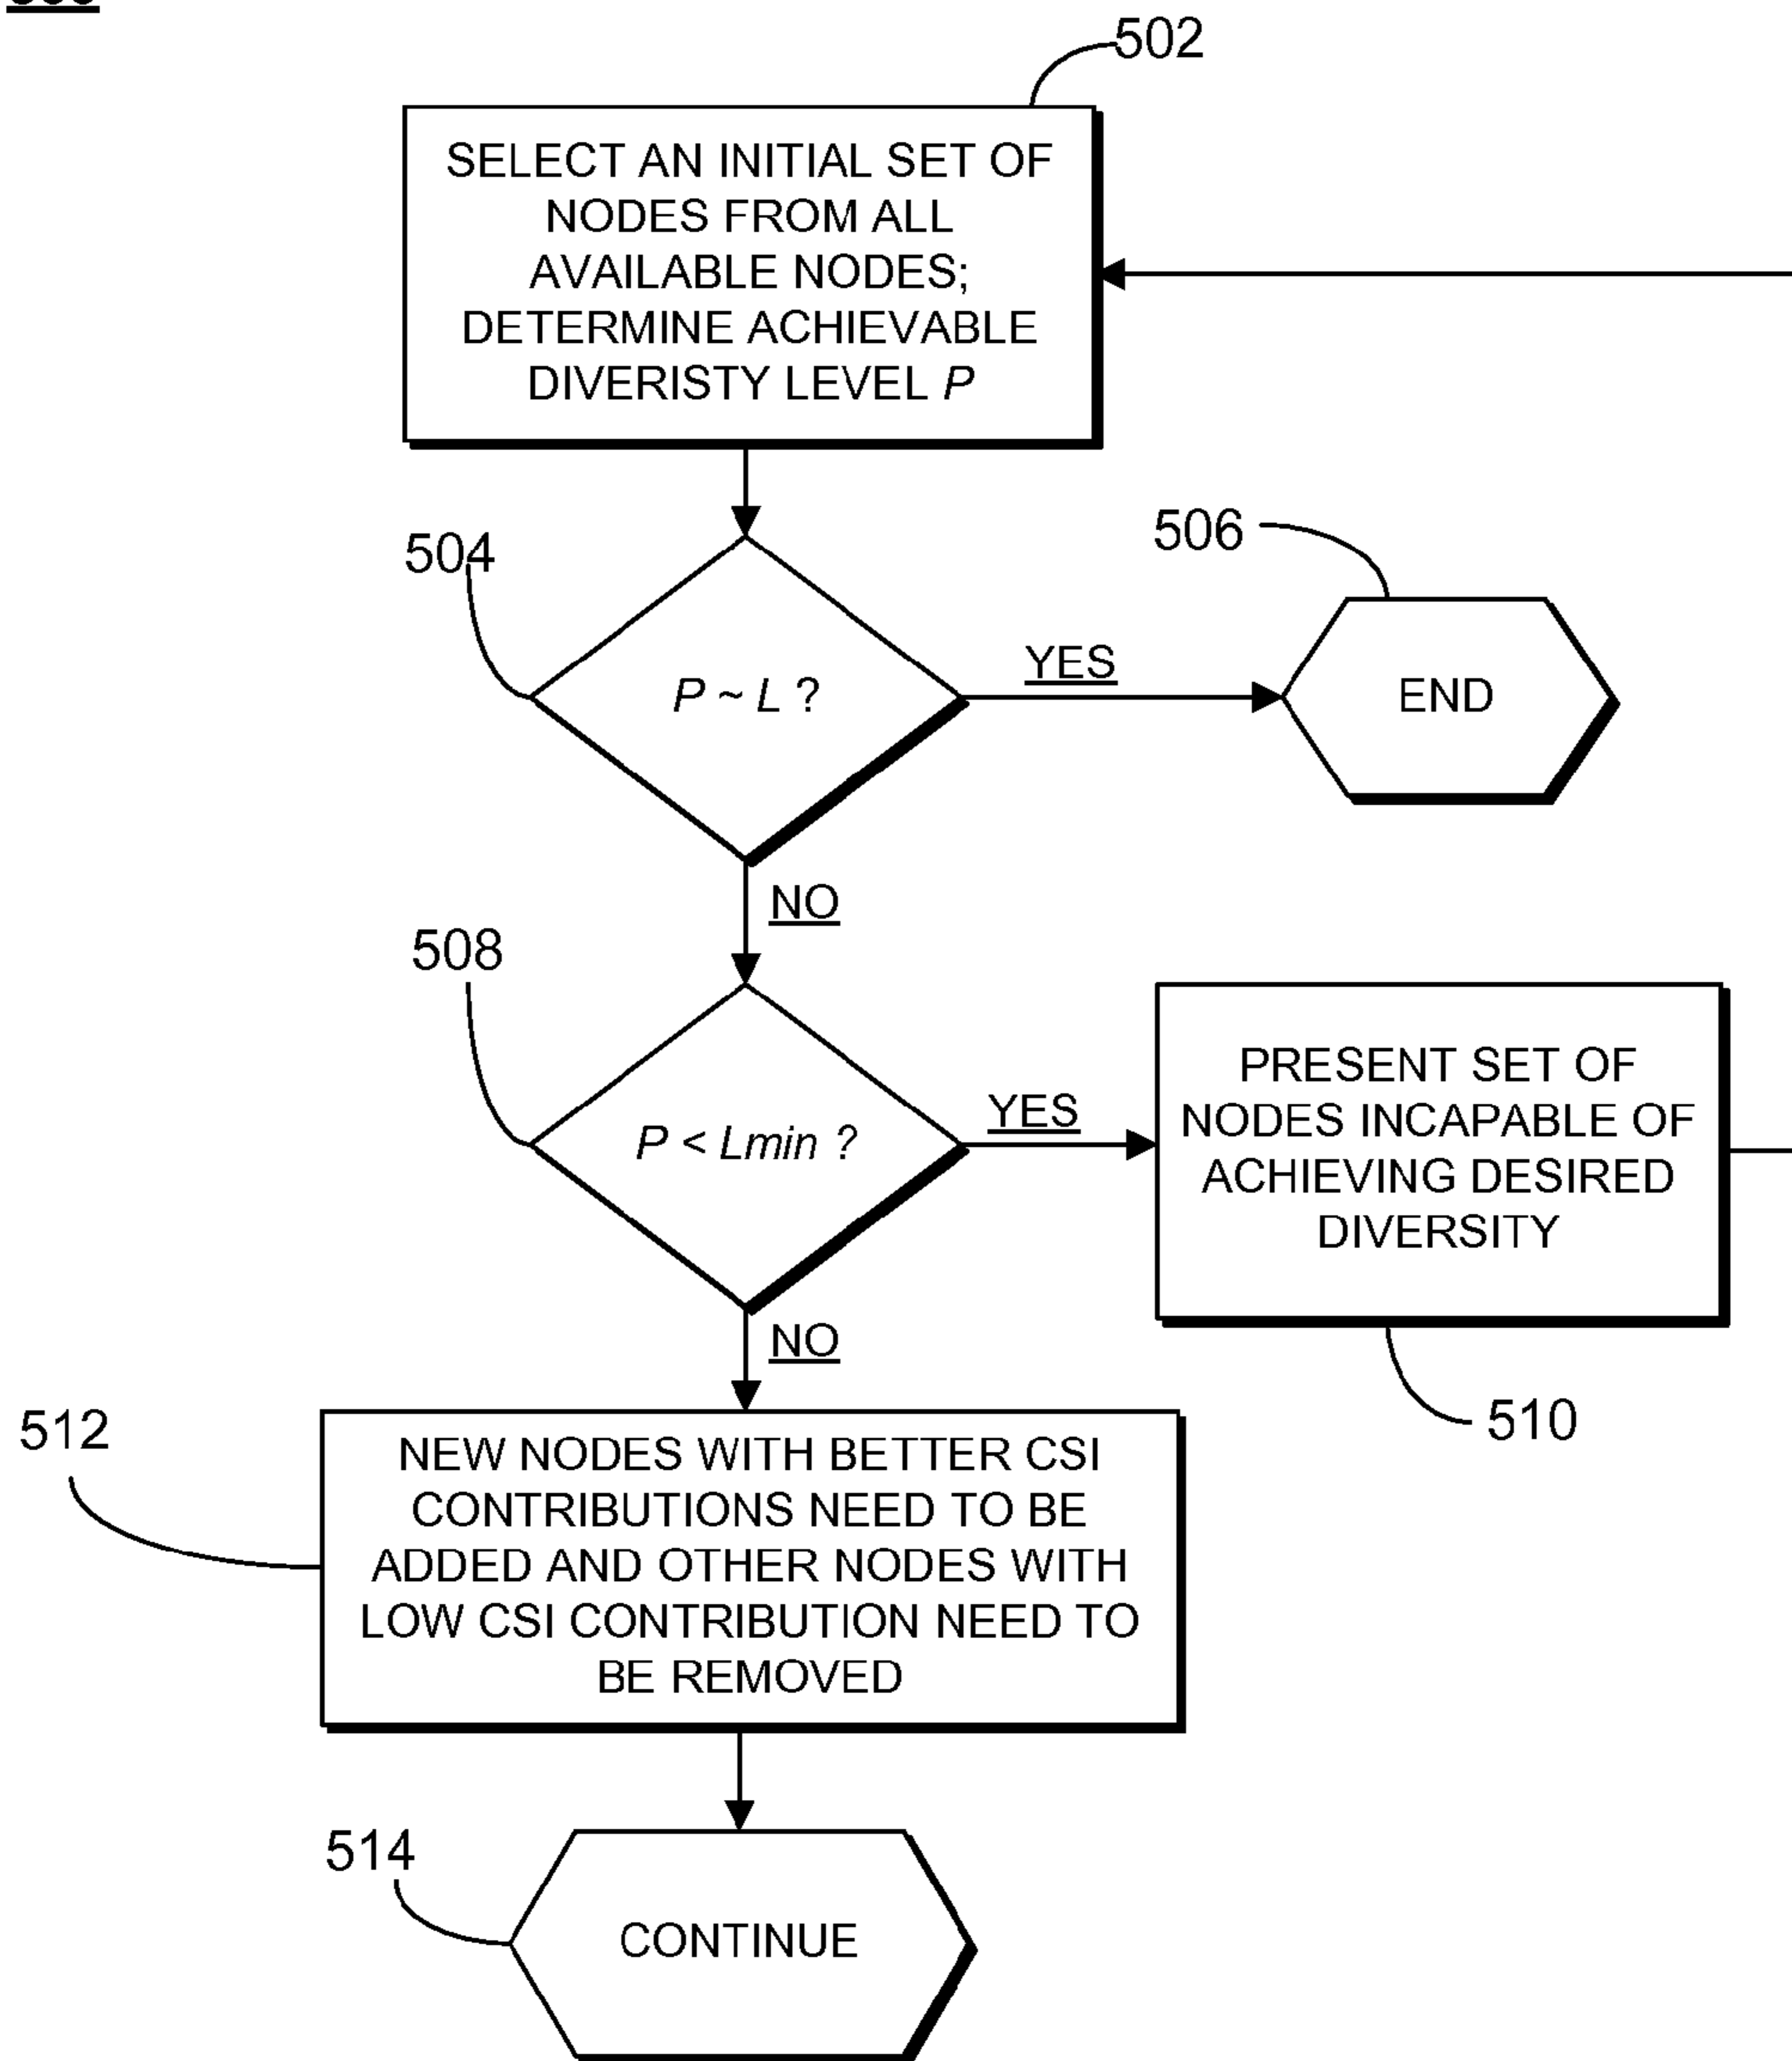 502
SELECT AN INITIAL SET OF
NODES FROM ALL
AVAILABLE NODES;
DETERMINE ACHIEVABLE
DIVERISTY LEVEL P
504
P ~ L ?
YES
506
END
NO
508
P < Lmin ?
YES
PRESENT SET OF
NODES INCAPABLE OF
ACHIEVING DESIRED
DIVERSITY
510
NO
512
NEW NODES WITH BETTER CSI
CONTRIBUTIONS NEED TO BE
ADDED AND OTHER NODES WITH
LOW CSI CONTRIBUTION NEED TO
BE REMOVED
514
CONTINUE